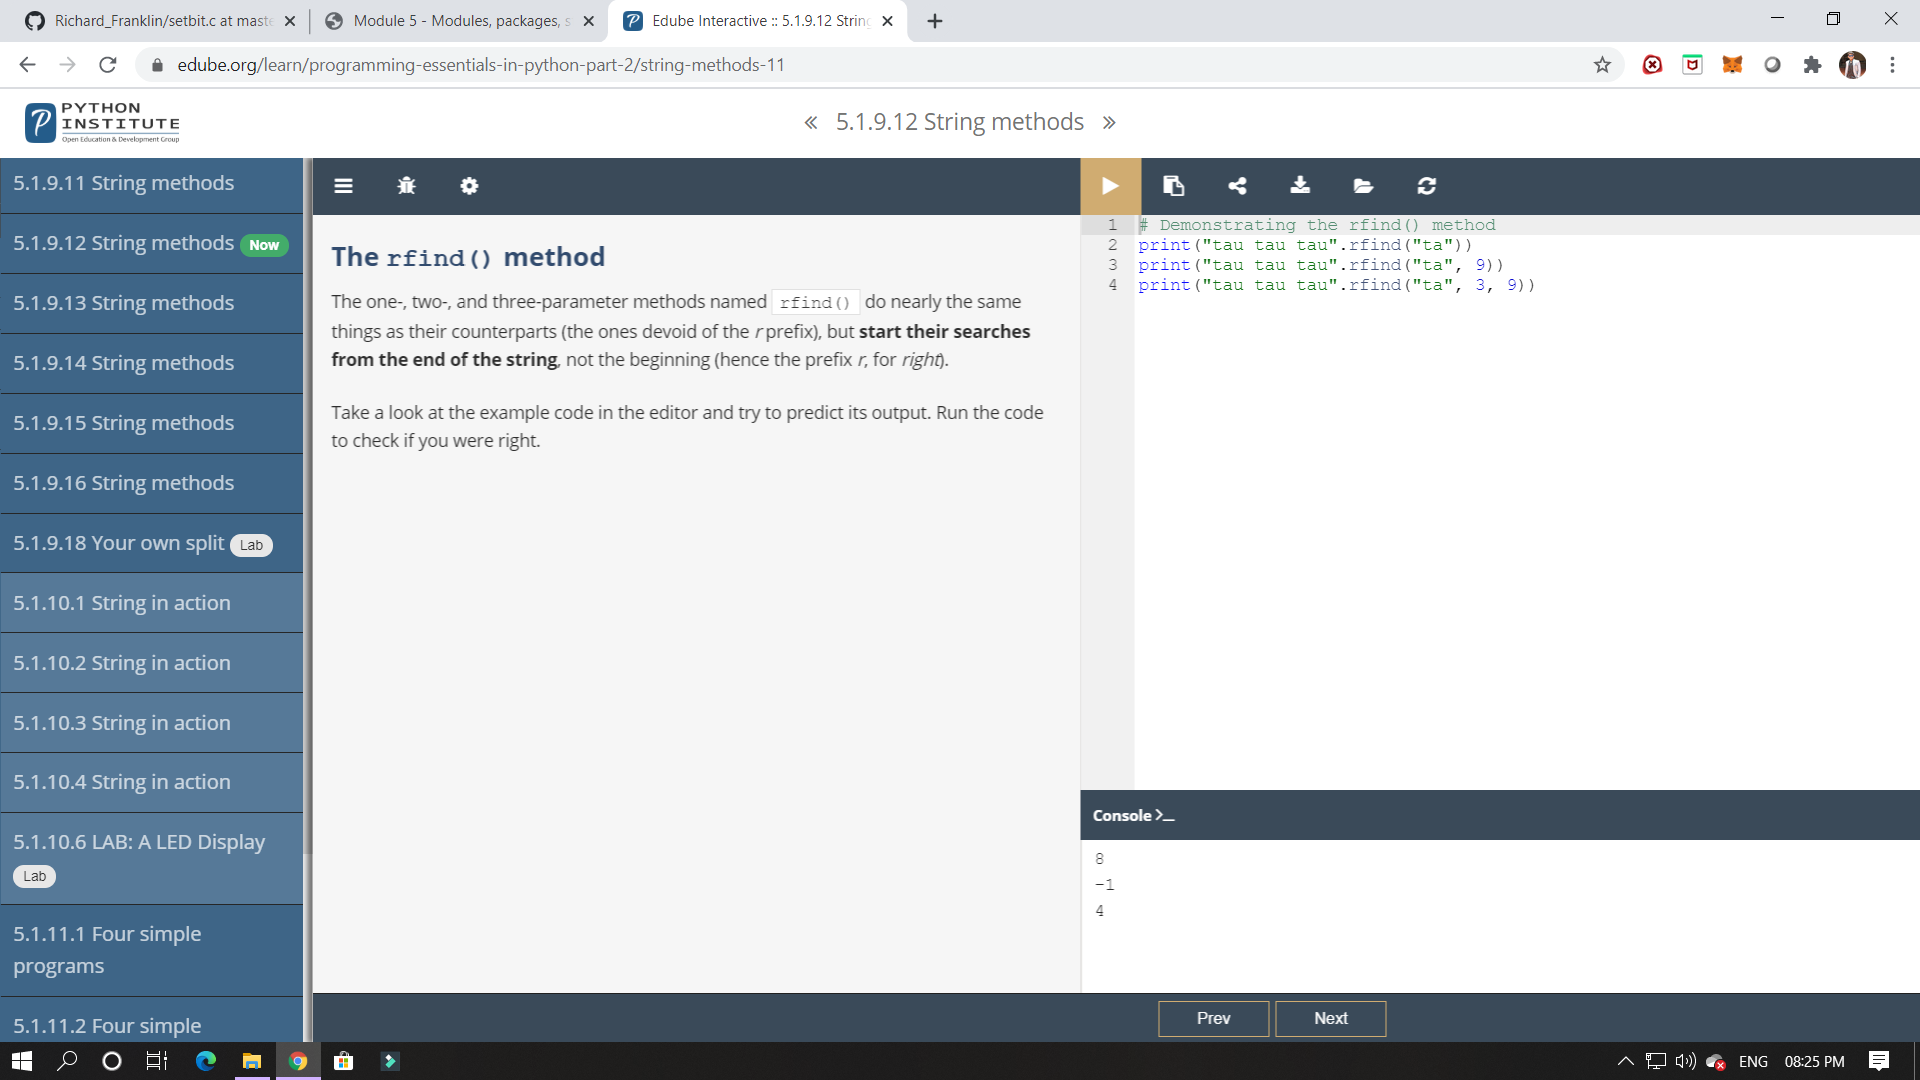 Richard_Franklin/setbit.c at maste
Module 5 - Modules, packages, s
Edube Interactive :: 5.1.9.12 String
edube.org/learn/programming-essentials-in-python-part-2/string-methods-11
PYTHON
INSTITUTE
Open Education & Development Group
« 5.1.9.12 String methods »
5.1.9.11 String methods
5.1.9.12 String methods Now
5.1.9.13 String methods
5.1.9.14 String methods
5.1.9.15 String methods
5.1.9.16 String methods
5.1.9.18 Your own split Lab
5.1.10.1 String in action
5.1.10.2 String in action
5.1.10.3 String in action
5.1.10.4 String in action
5.1.10.6 LAB: A LED Display
Lab
5.1.11.1 Four simple
programs
5.1.11.2 Four simple
The rfind() method
The one-, two-, and three-parameter methods named rfind() do nearly the same
things as their counterparts (the ones devoid of the r prefix), but start their searches
from the end of the string, not the beginning (hence the prefix r, for right).
Take a look at the example code in the editor and try to predict its output. Run the code
to check if you were right.
1 # Demonstrating the rfind() method
2 print("tau tau tau".rfind("ta"))
3 print("tau tau tau".rfind("ta", 9))
4 print("tau tau tau".rfind("ta", 3, 9))
Console >_
8
-1
4
Prev
Next
ENG 08:25 PM